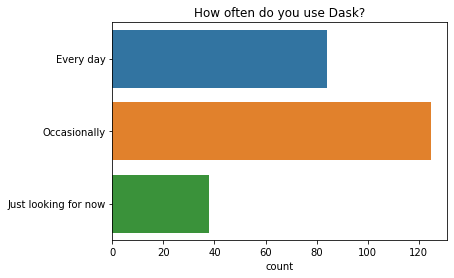 How often do you use Dask?
Every day
Occasionally
Just looking for now
0 20 40 60 80 100 120
count